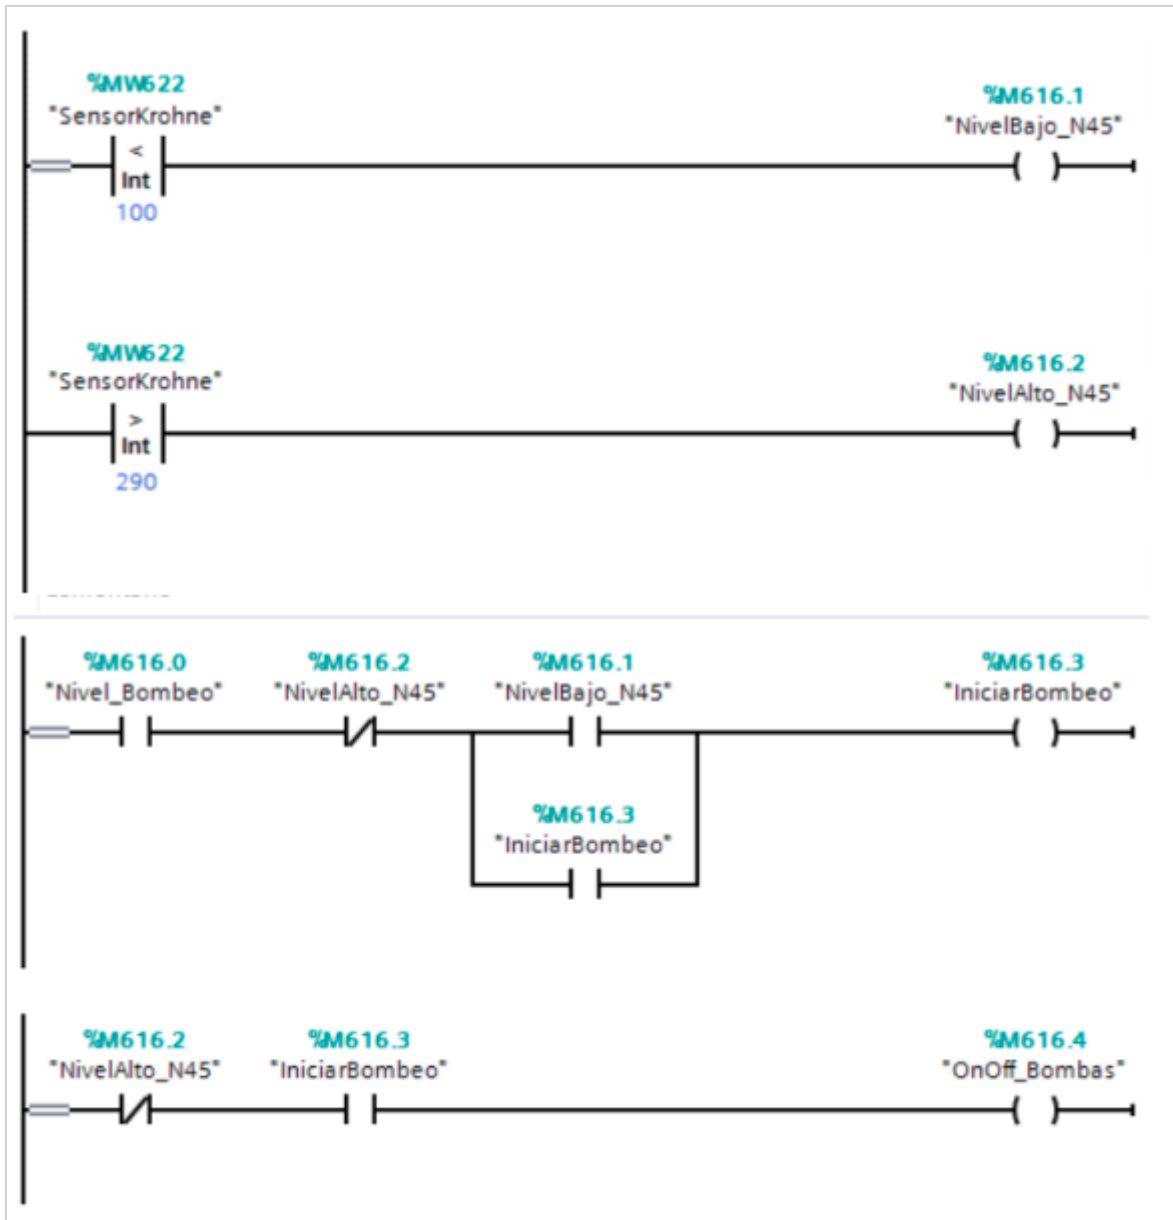 %MW622
"SensorKrohne"
<
Int
100
%M616.1
"NivelBajo_N45"
%MW622
"SensorKrohne"
>
Int
290
%M616.2
"NivelAlto_N45"
%M616.0
"Nivel_Bombeo"
%M616.2
"NivelAlto_N45"
%M616.1
"NivelBajo_N45"
%M616.3
"IniciarBombeo"
%M616.3
"IniciarBombeo"
%M616.2
"NivelAlto_N45"
%M616.3
"IniciarBombeo"
%M616.4
"OnOff_Bombas"